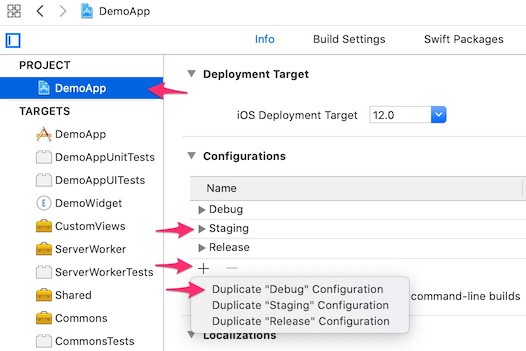 DemoApp
Info Build Settings Swift Packages
PROJECT
DemoApp
TARGETS
DemoApp
DemoAppUnitTests
DemoAppUITests
E DemoWidget
CustomViews
ServerWorker
ServerWorkerTests
Shared
Commons
CommonsTests
Deployment Target
iOS Deployment Target 12.0
Configurations
Name
Debug
Staging
Release
Duplicate "Debug" Configuration
Duplicate "Staging" Configuration
Duplicate "Release" Configuration
command-line builds
Localizations